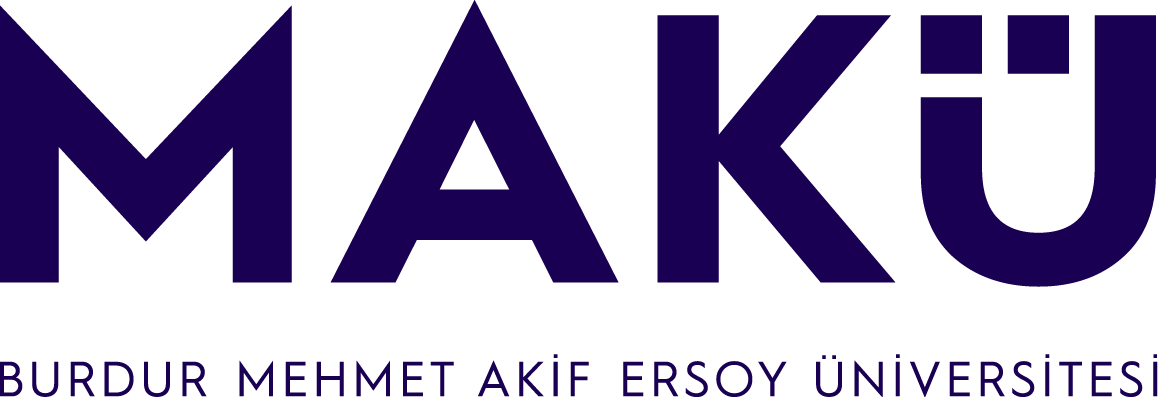 MAKÜ
BURDUR MEHMET AKİF ERSOY ÜNİVERSİTESİ